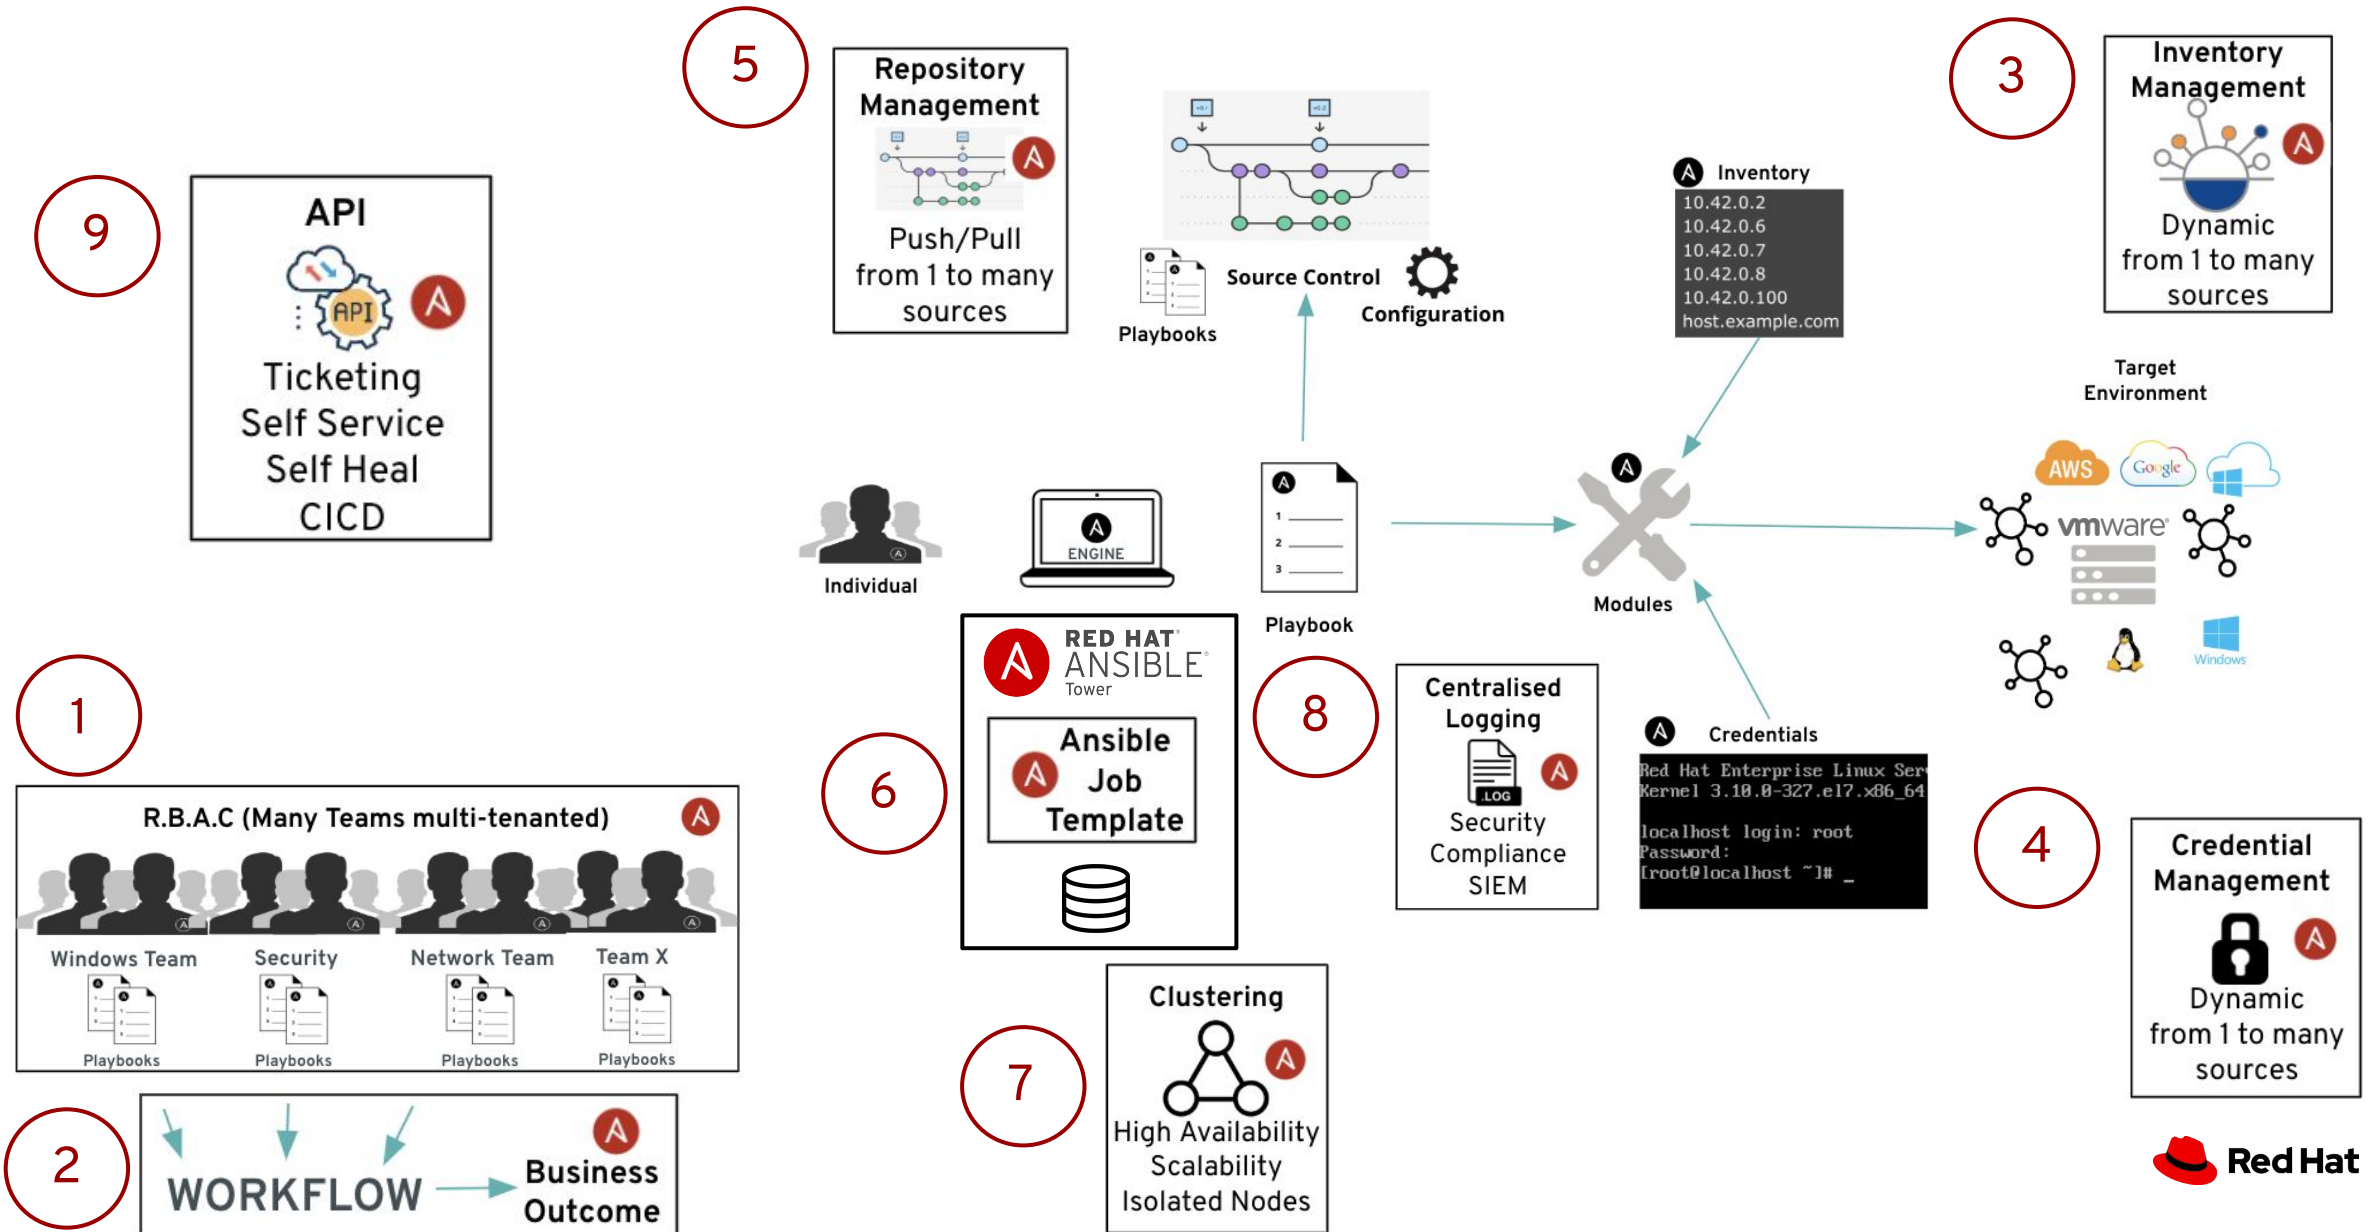 5
Repository
Management
Push/Pull
from 1 to many
sources
Playbooks
Source Control
Configuration
Inventory
10.42.0.2
10.42.0.6
10.42.0.7
10.42.0.8
10.42.0.100
host.example.com
3
Inventory
Management
Dynamic
from 1 to many
sources
9
API
API
Ticketing
Self Service
Self Heal
CICD
Individual
ENGINE
1
2
3
Playbook
Modules
Target
Environment
AWS
Google
vmware
Windows
1
R.B.A.C (Many Teams multi-tenanted)
Windows Team
Security
Network Team
Team X
Playbooks
Playbooks
Playbooks
Playbooks
2
WORKFLOW
Business
Outcome
6
RED HAT®
ANSIBLE®
Tower
Ansible
Job
Template
7
Clustering
High Availability
Scalability
Isolated Nodes
8
Centralised
Logging
.LOG
Security
Compliance
SIEM
Credentials
Red Hat Enterprise Linux Ser
Kernel 3.10.0-327.el7.x86_64
localhost login: root
Password:
[root@localhost ~]# _
4
Credential
Management
Dynamic
from 1 to many
sources
Red Hat